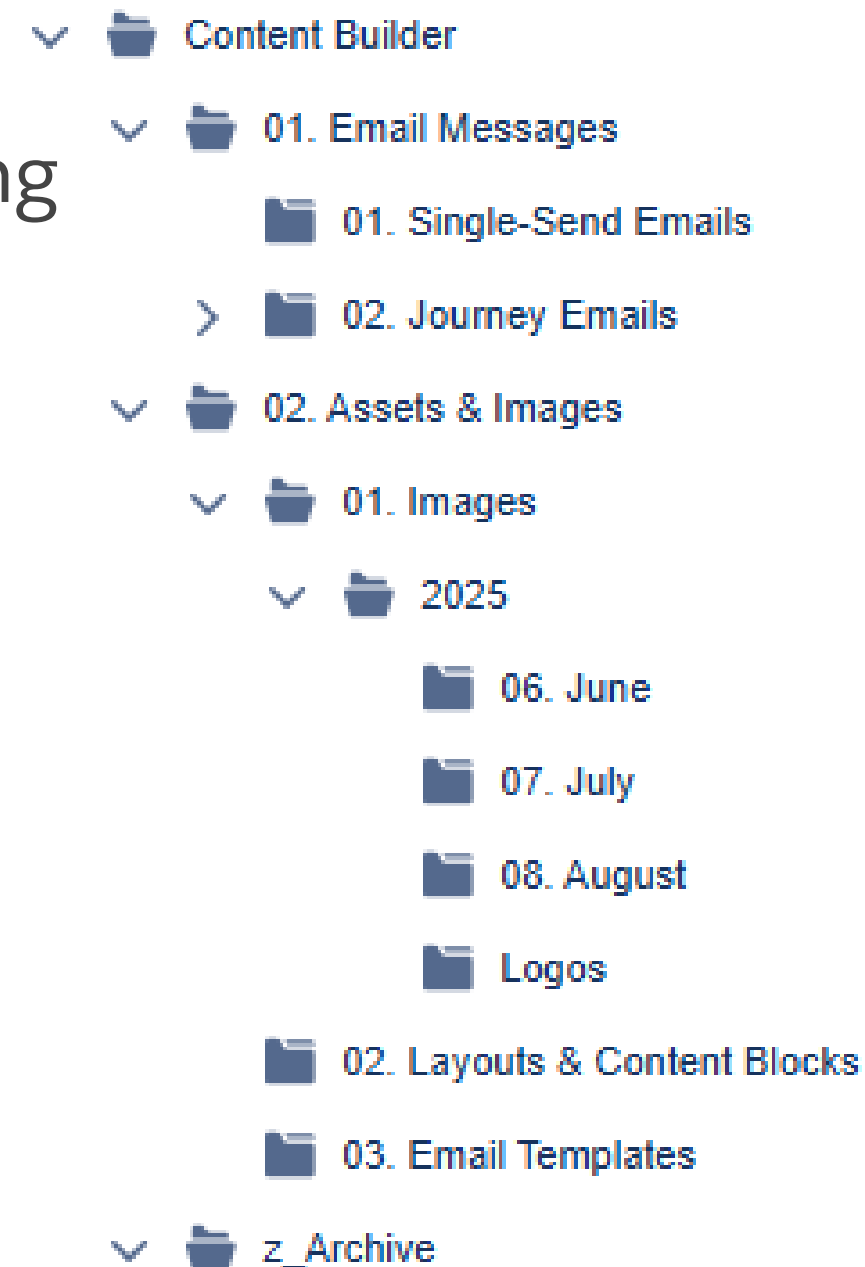 Content Builder
01. Email Messages
ng
01. Single-Send Emails
02. Journey Emails
02. Assets & Images
01. Images
2025
06. June
07. July
08. August
Logos
02. Layouts & Content Blocks
03. Email Templates
z_Archive